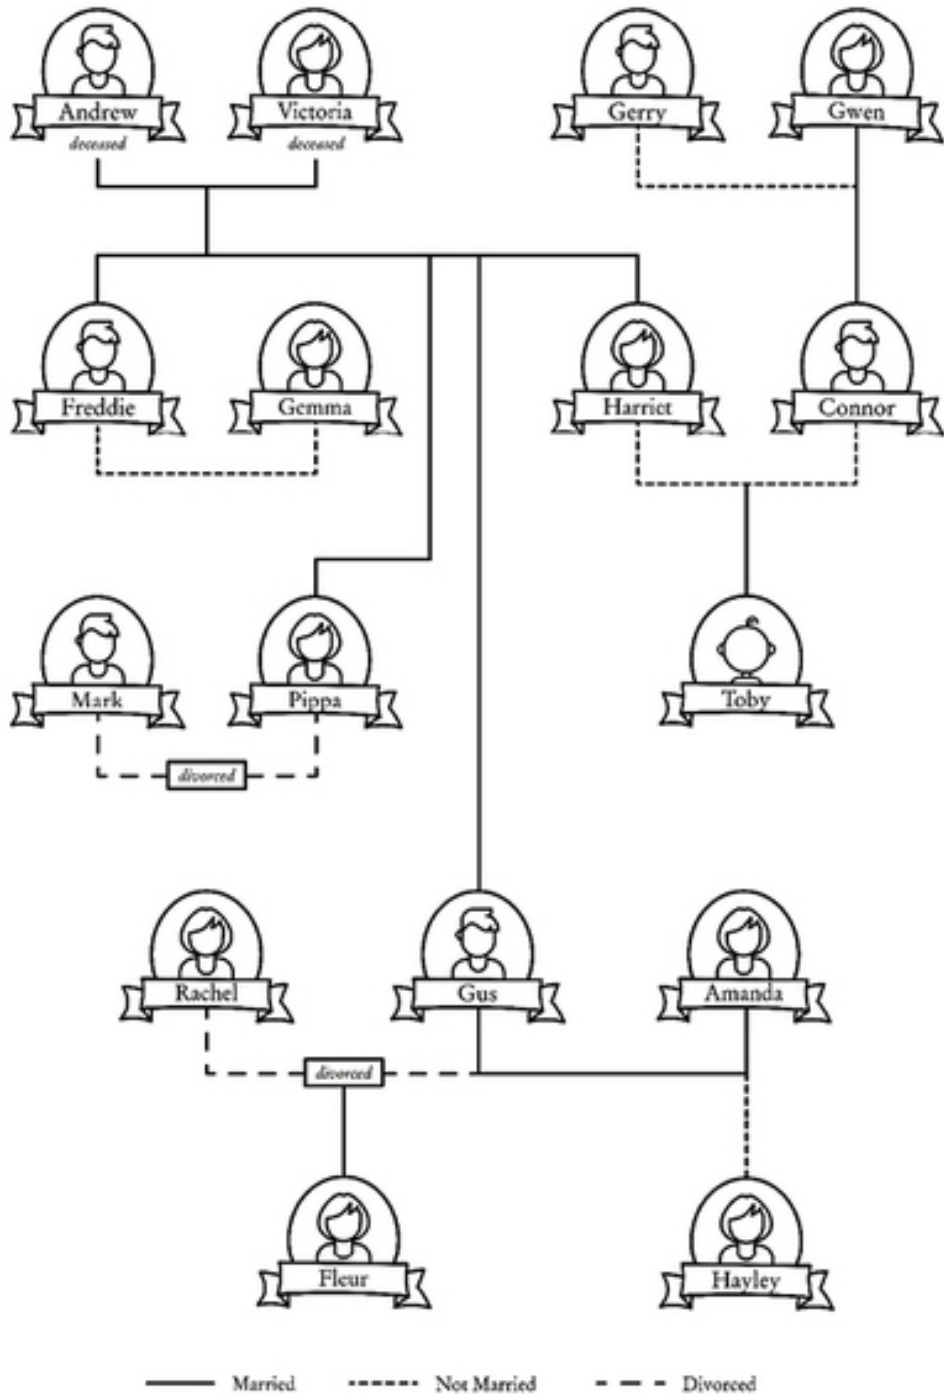 Andrew
Victoria
Gerry
Gwen
deceased
deceased
Freddie
Gemma
Harriet
Connor
Mark
Pippa
Toby
divorced
Rachel
Gus
Amanda
divorced
Fleur
Hayley
Married
Not Married
Divorced